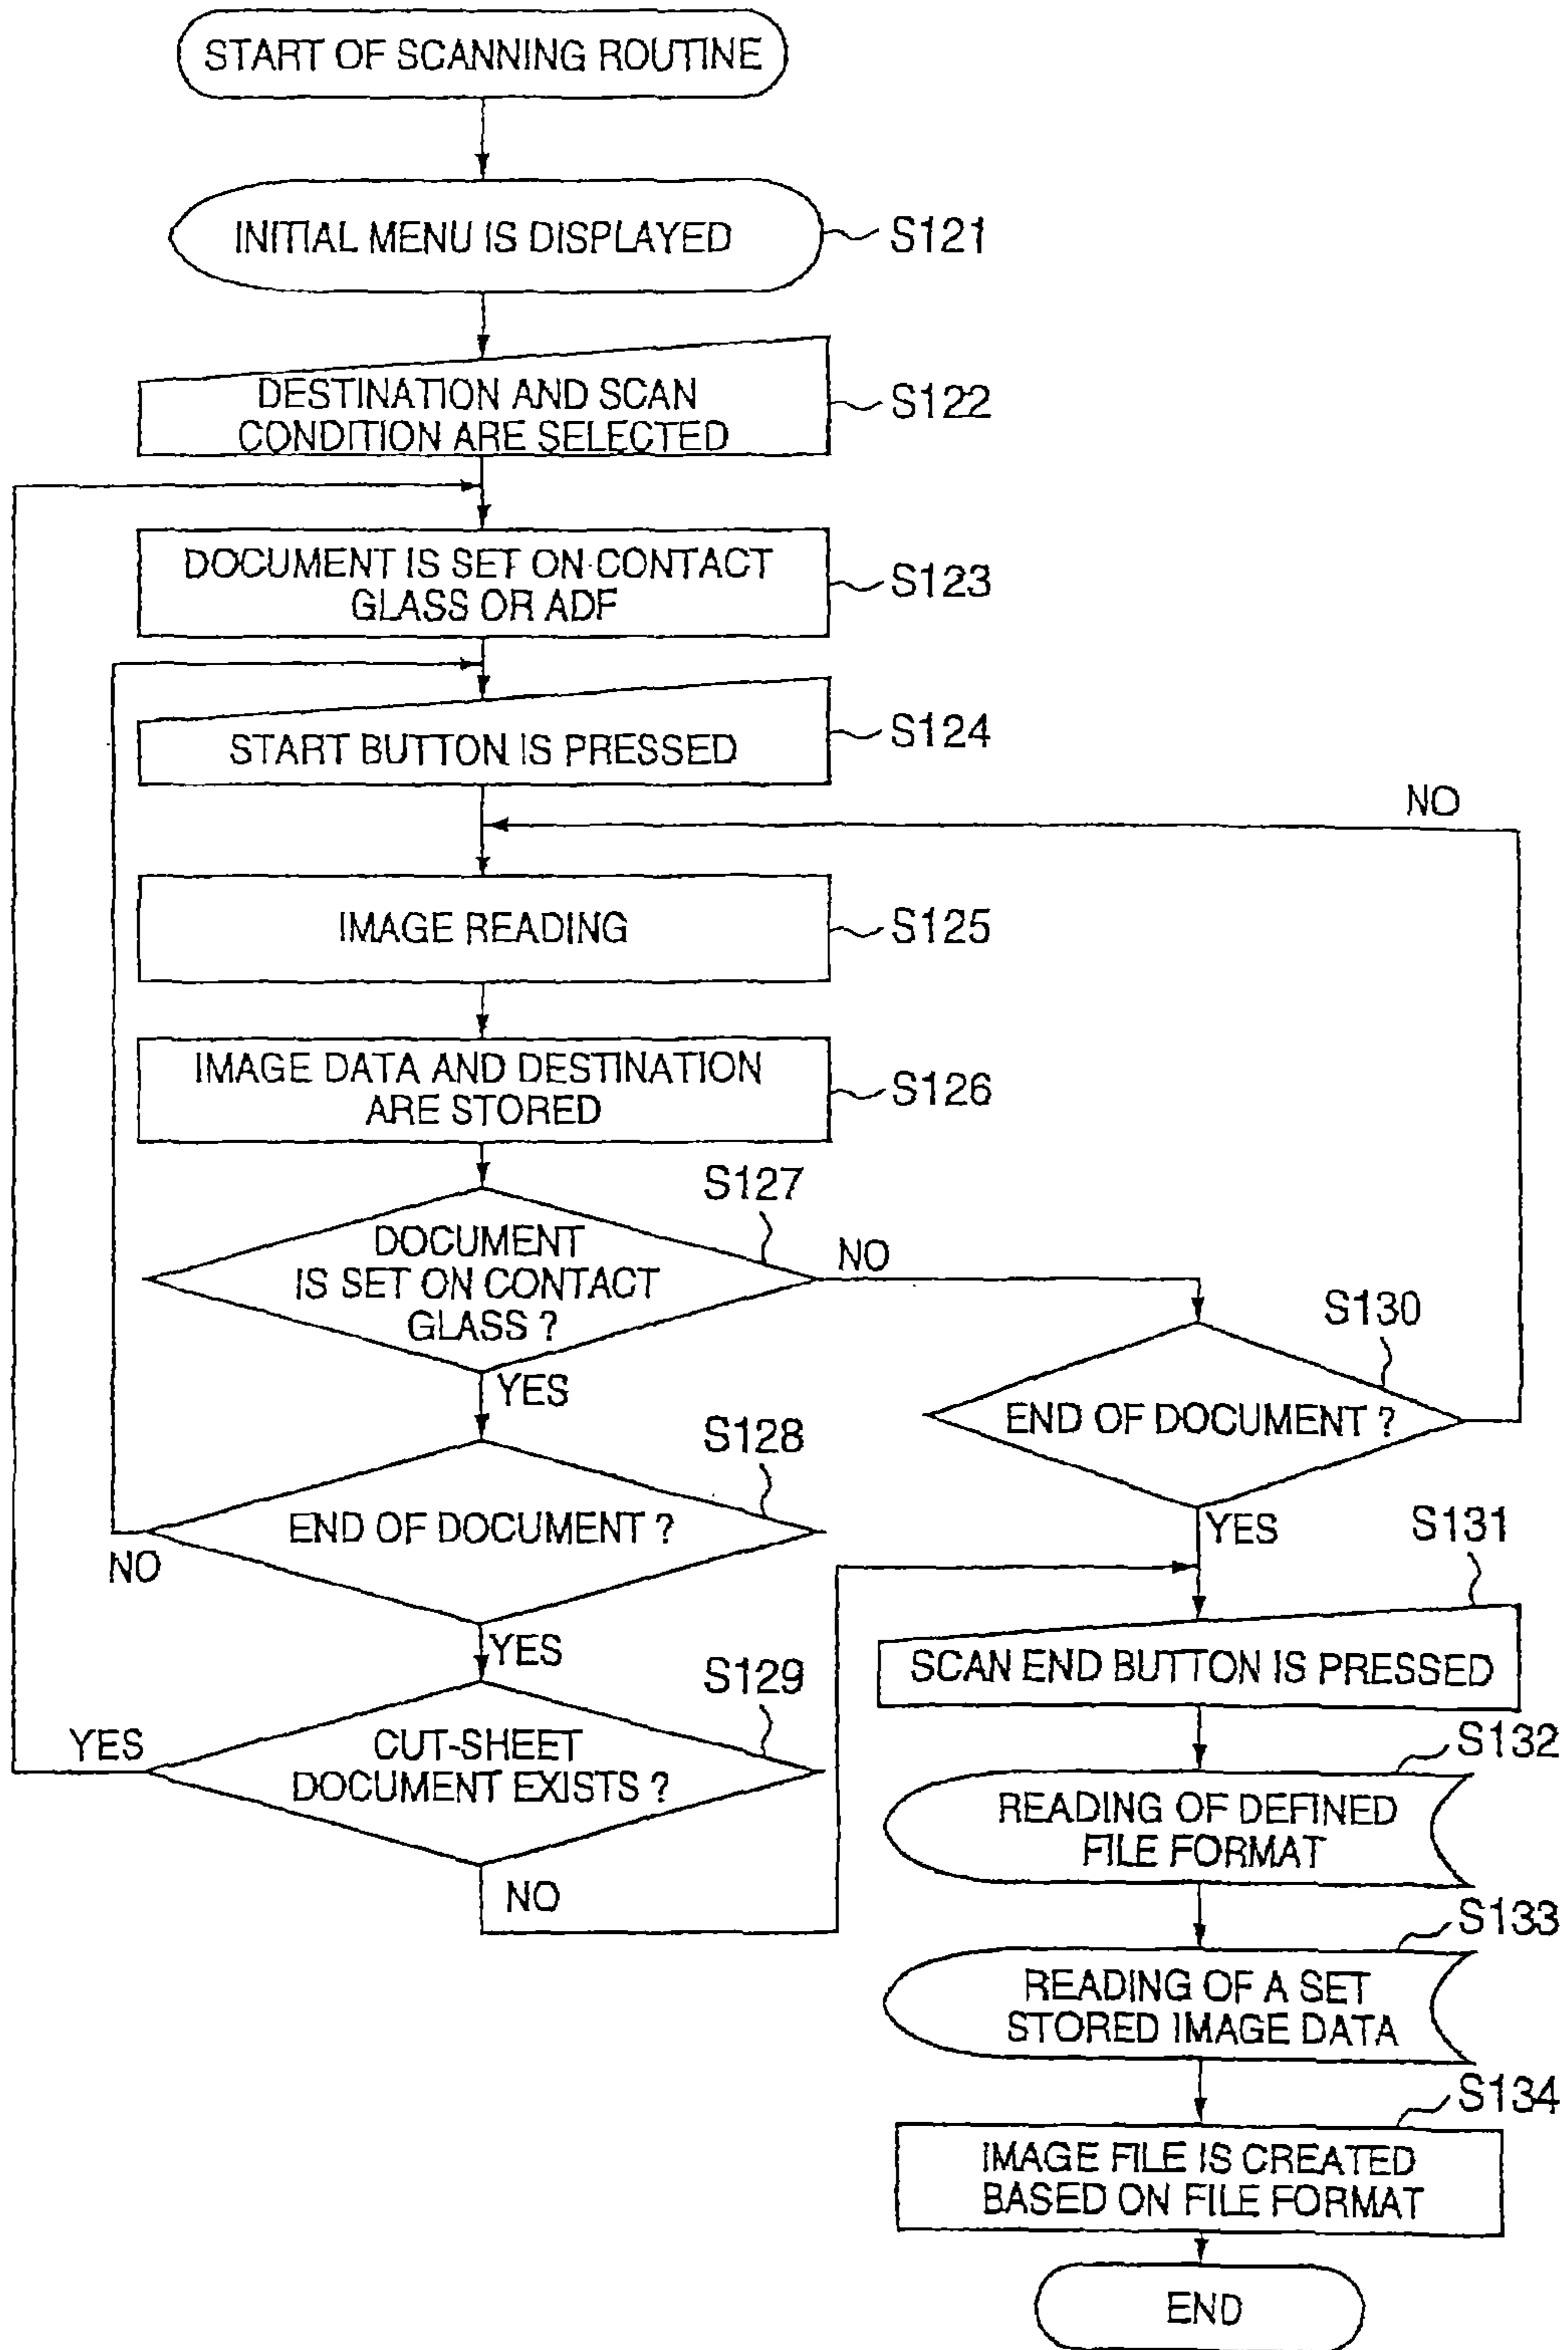 START OF SCANNING ROUTINE
INITIAL MENU IS DISPLAYED
S121
DESTINATION AND SCAN
CONDITION ARE SELECTED
S122
DOCUMENT IS SET ON CONTACT
GLASS OR ADF
S123
START BUTTON IS PRESSED
S124
NO
IMAGE READING
S125
IMAGE DATA AND DESTINATION
ARE STORED
S126
S127
DOCUMENT
IS SET ON CONTACT
GLASS ?
NO
YES
S130
END OF DOCUMENT ?
YES
S128
END OF DOCUMENT ?
NO
YES
S129
CUT-SHEET
DOCUMENT EXISTS ?
YES
NO
S131
SCAN END BUTTON IS PRESSED
S132
READING OF DEFINED
FILE FORMAT
S133
READING OF A SET
STORED IMAGE DATA
S134
IMAGE FILE IS CREATED
BASED ON FILE FORMAT
END